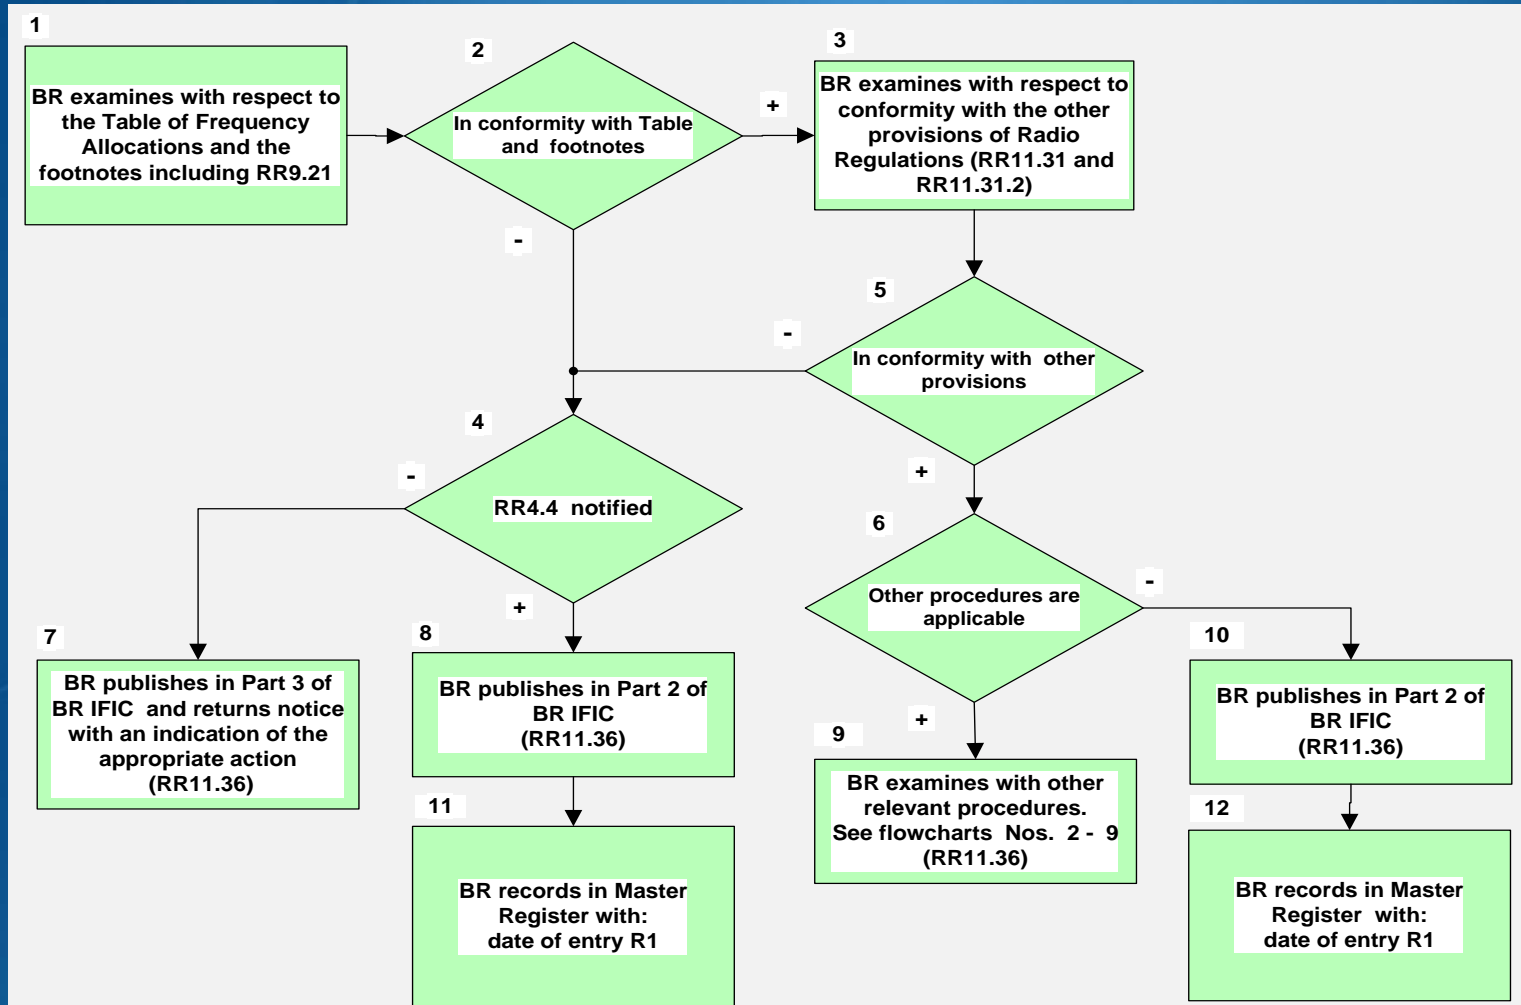 1
BR examines with respect to
the Table of Frequency
Allocations and the
footnotes including RR9.21
2
In conformity with Table
and footnotes
+
-
3
BR examines with respect to
conformity with the other
provisions of Radio
Regulations (RR11.31 and
RR11.31.2)
5
-
In conformity with other
provisions
+
4
-
RR4.4 notified
+
6
Other procedures are
applicable
-
+
7
BR publishes in Part 3 of
BR IFIC and returns notice
with an indication of the
appropriate action
(RR11.36)
8
BR publishes in Part 2 of
BR IFIC
(RR11.36)
9
BR examines with other
relevant procedures.
See flowcharts Nos. 2 - 9
(RR11.36)
10
BR publishes in Part 2 of
BR IFIC
(RR11.36)
11
BR records in Master
Register with:
date of entry R1
12
BR records in Master
Register with:
date of entry R1